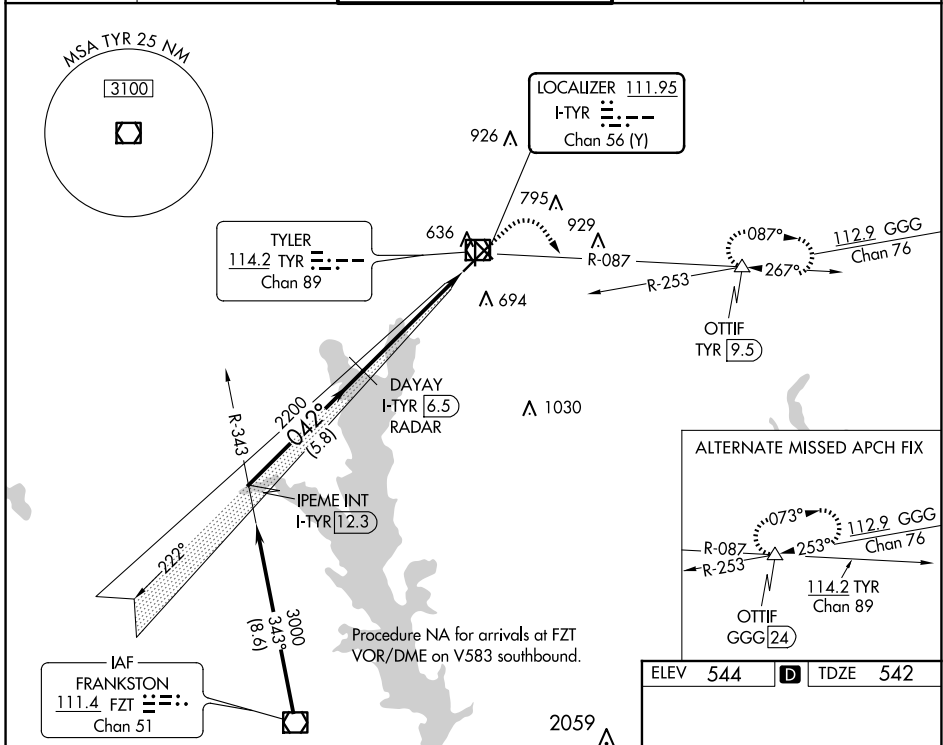 MSA TYR 25 NM
3100
LOCALIZER 111.95
I-TYR
Chan 56 (Y)
926
795
929
636
TYLER
114.2 TYR
Chan 89
R-087
087°
267°
112.9 GGG
Chan 76
R-253
694
OTTIF
TYR 9.5
DAYAY
I-TYR 6.5
RADAR
1030
2200
042°
(5.8)
R-343
IPEME INT
I-TYR 12.3
222°
3000
343°
(8.6)
Procedure NA for arrivals at FZT
VOR/DME on V583 southbound.
IAF
FRANKSTON
111.4 FZT
Chan 51
2059
ALTERNATE MISSED APCH FIX
073°
253°
112.9 GGG
Chan 76
R-087
R-253
114.2 TYR
Chan 89
OTTIF
GGG 24
ELEV 544 D TDZE 542